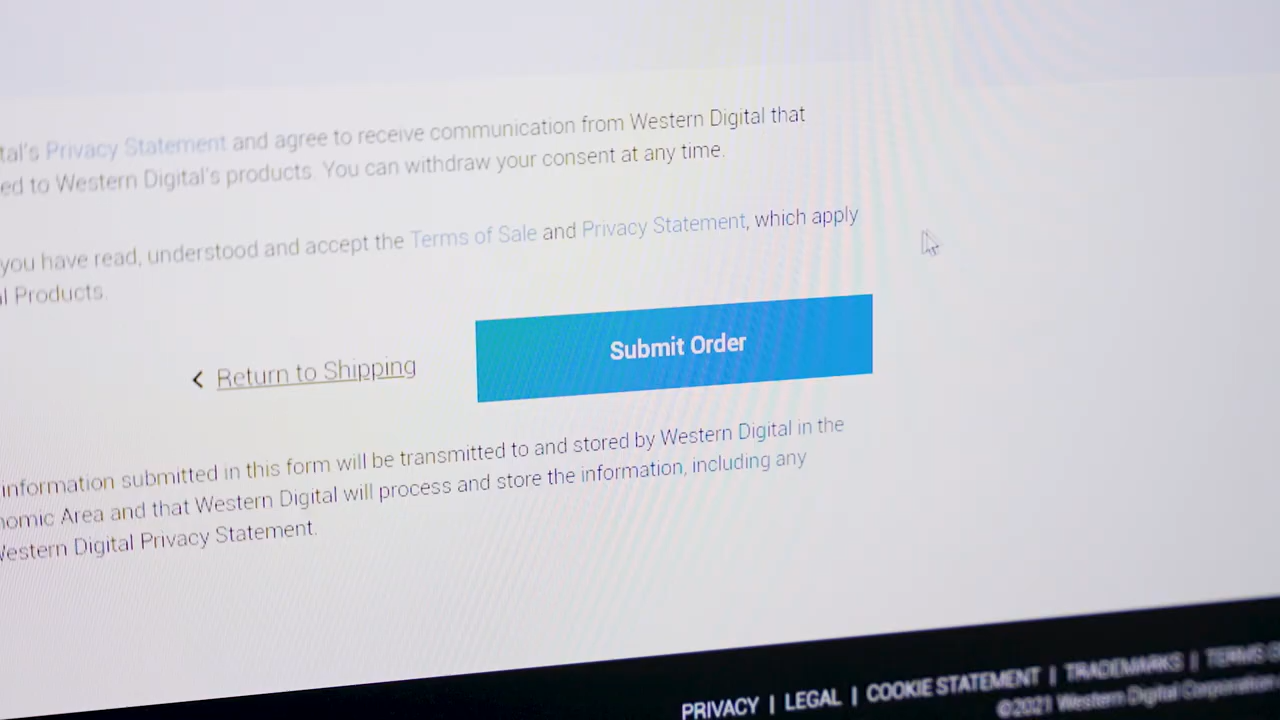 tal's Privacy Statement and agree to receive communication from Western Digital that
ed to Western Digital's products. You can withdraw your consent at any time.
you have read, understood and accept the Terms of Sale and Privacy Statement, which apply
l Products.
Return to Shipping
Submit Order
information submitted in this form will be transmitted to and stored by Western Digital in the
nomic Area and that Western Digital will process and store the information, including any
Western Digital Privacy Statement.
PRIVACY | LEGAL | COOKIE STATEMENT | TRADEMARKS | TERMS
©2021 Western Digital Corporation